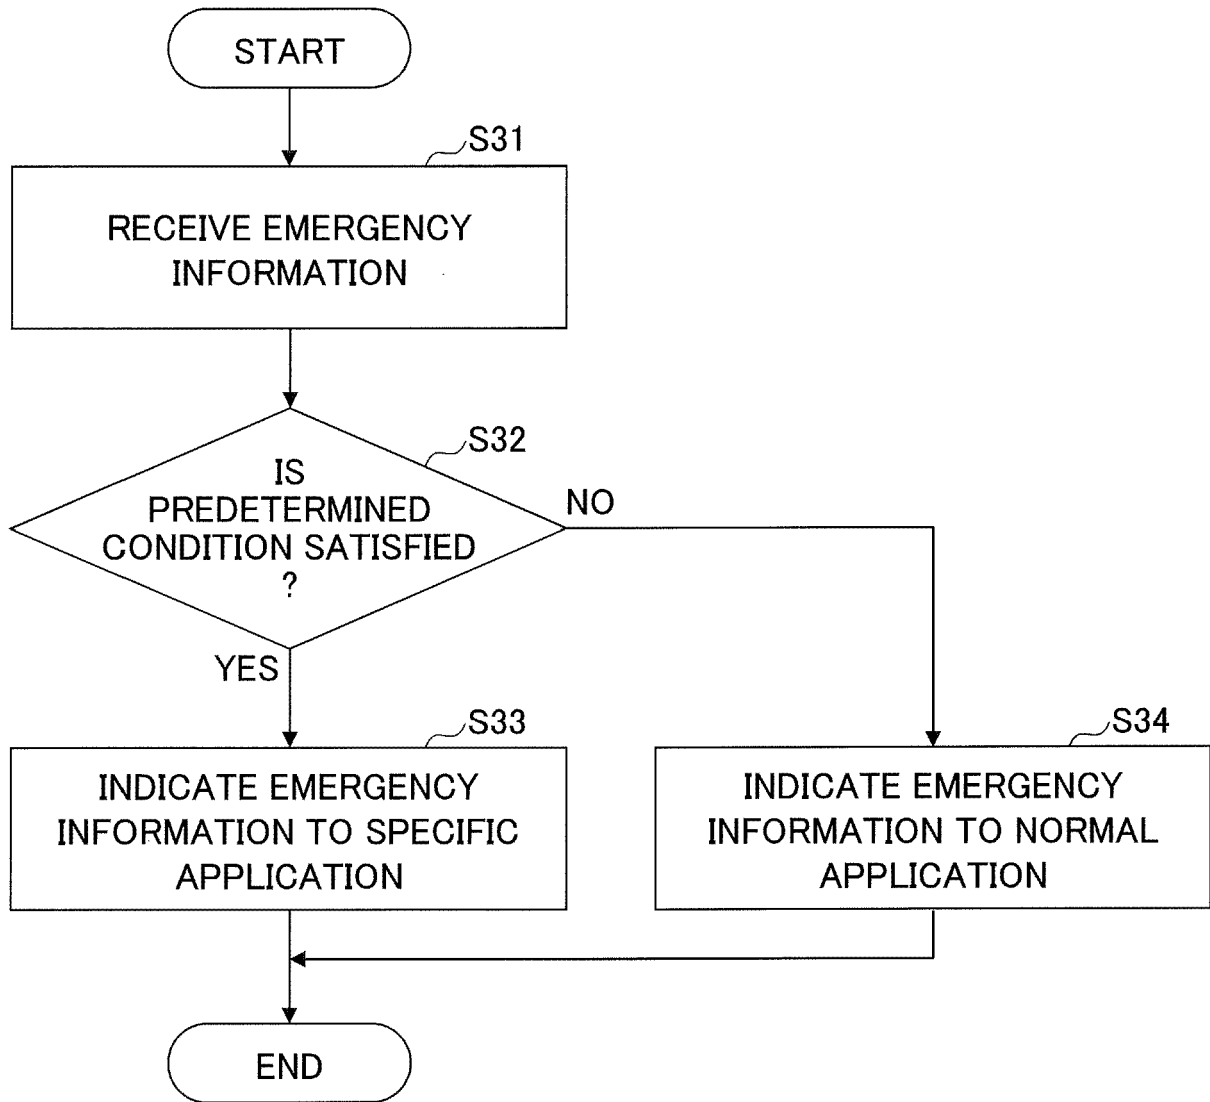 START
S31
RECEIVE EMERGENCY
INFORMATION
S32
IS
PREDETERMINED
CONDITION SATISFIED
?
NO
YES
S33
INDICATE EMERGENCY
INFORMATION TO SPECIFIC
APPLICATION
S34
INDICATE EMERGENCY
INFORMATION TO NORMAL
APPLICATION
END